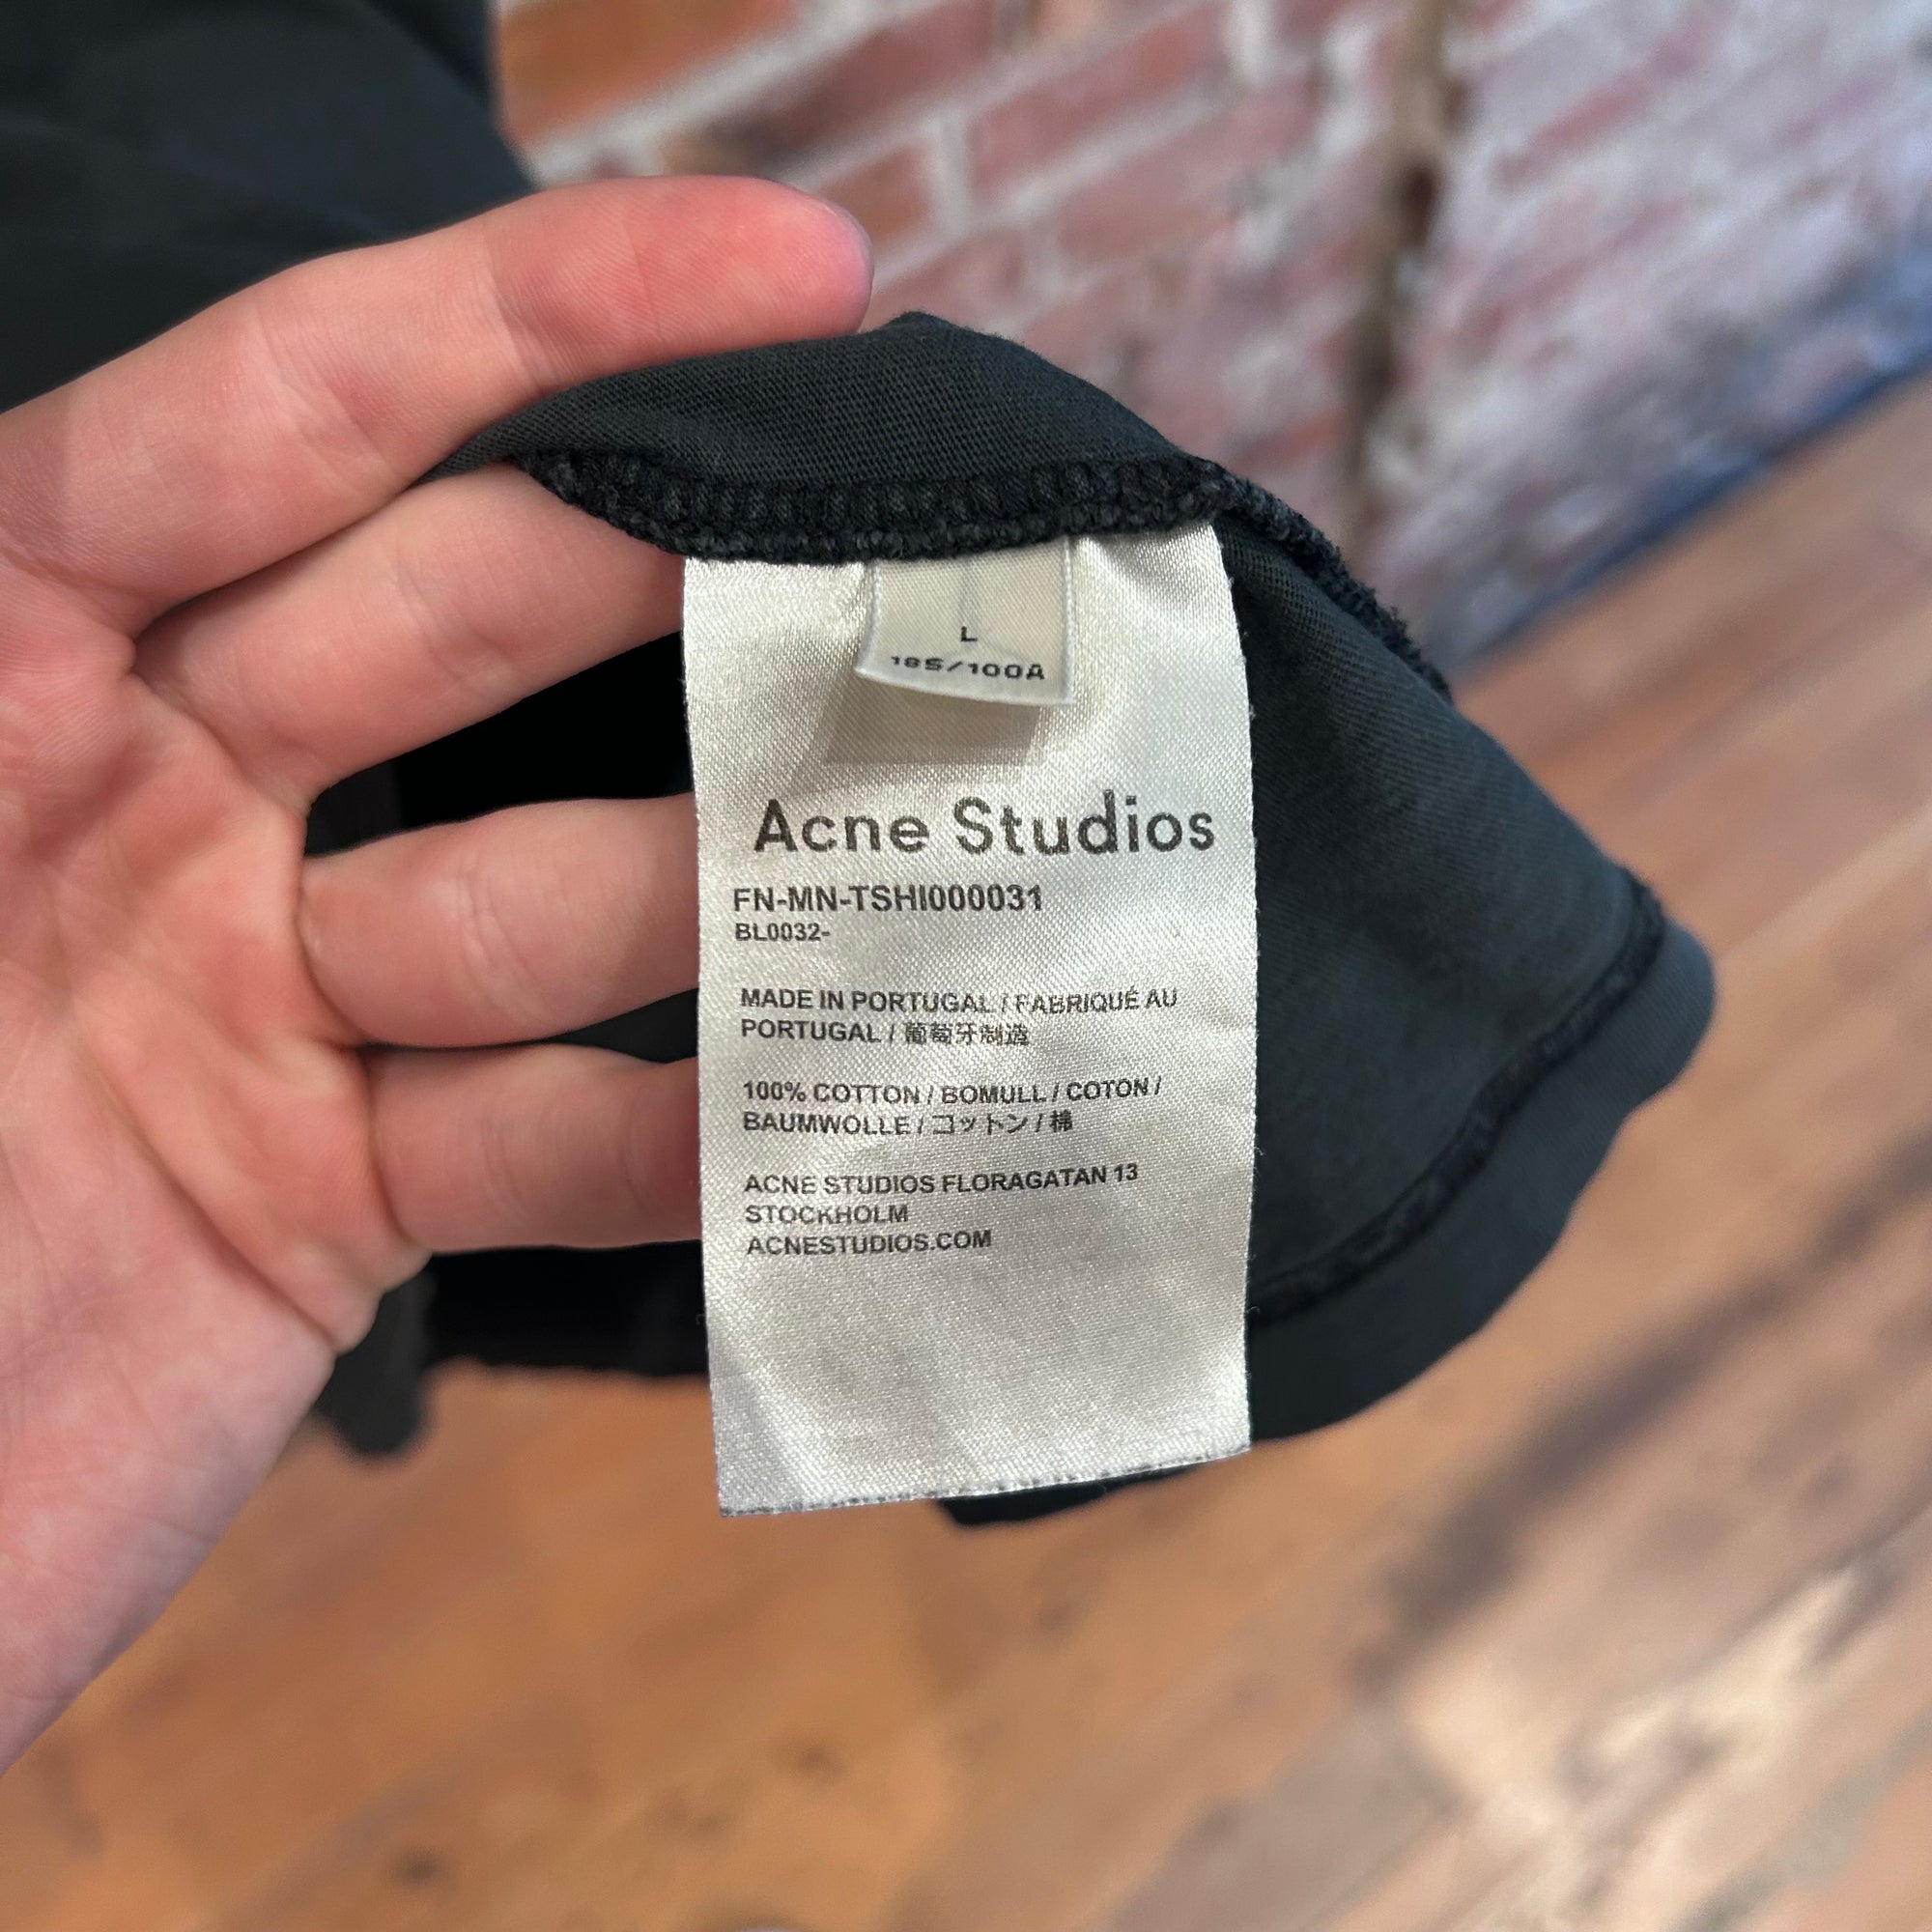 L
185/100A
Acne Studios
FN-MN-TSHI000031
BL0032-
MADE IN PORTUGAL / FABRIQUÉ AU
PORTUGAL / 葡萄牙制造
100% COTTON / BOMULL / COTON /
BAUMWOLLE / コットン / 棉
ACNE STUDIOS FLORAGATAN 13
STOCKHOLM
ACNESTUDIOS.COM